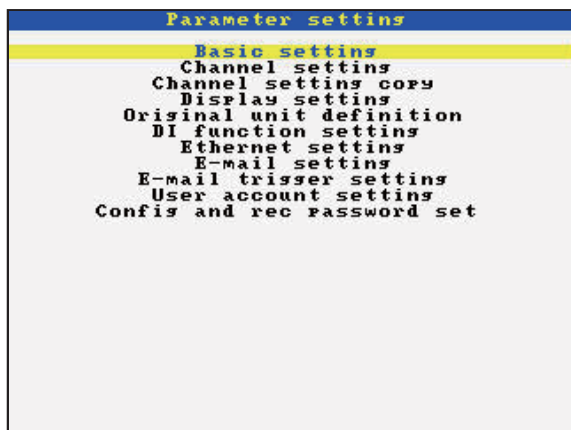 Parameter setting
Basic setting
Channel setting
Channel setting copy
Display setting
Original unit definition
DI function setting
Ethernet setting
E-mail setting
E-mail trigger setting
User account setting
Config and rec password set